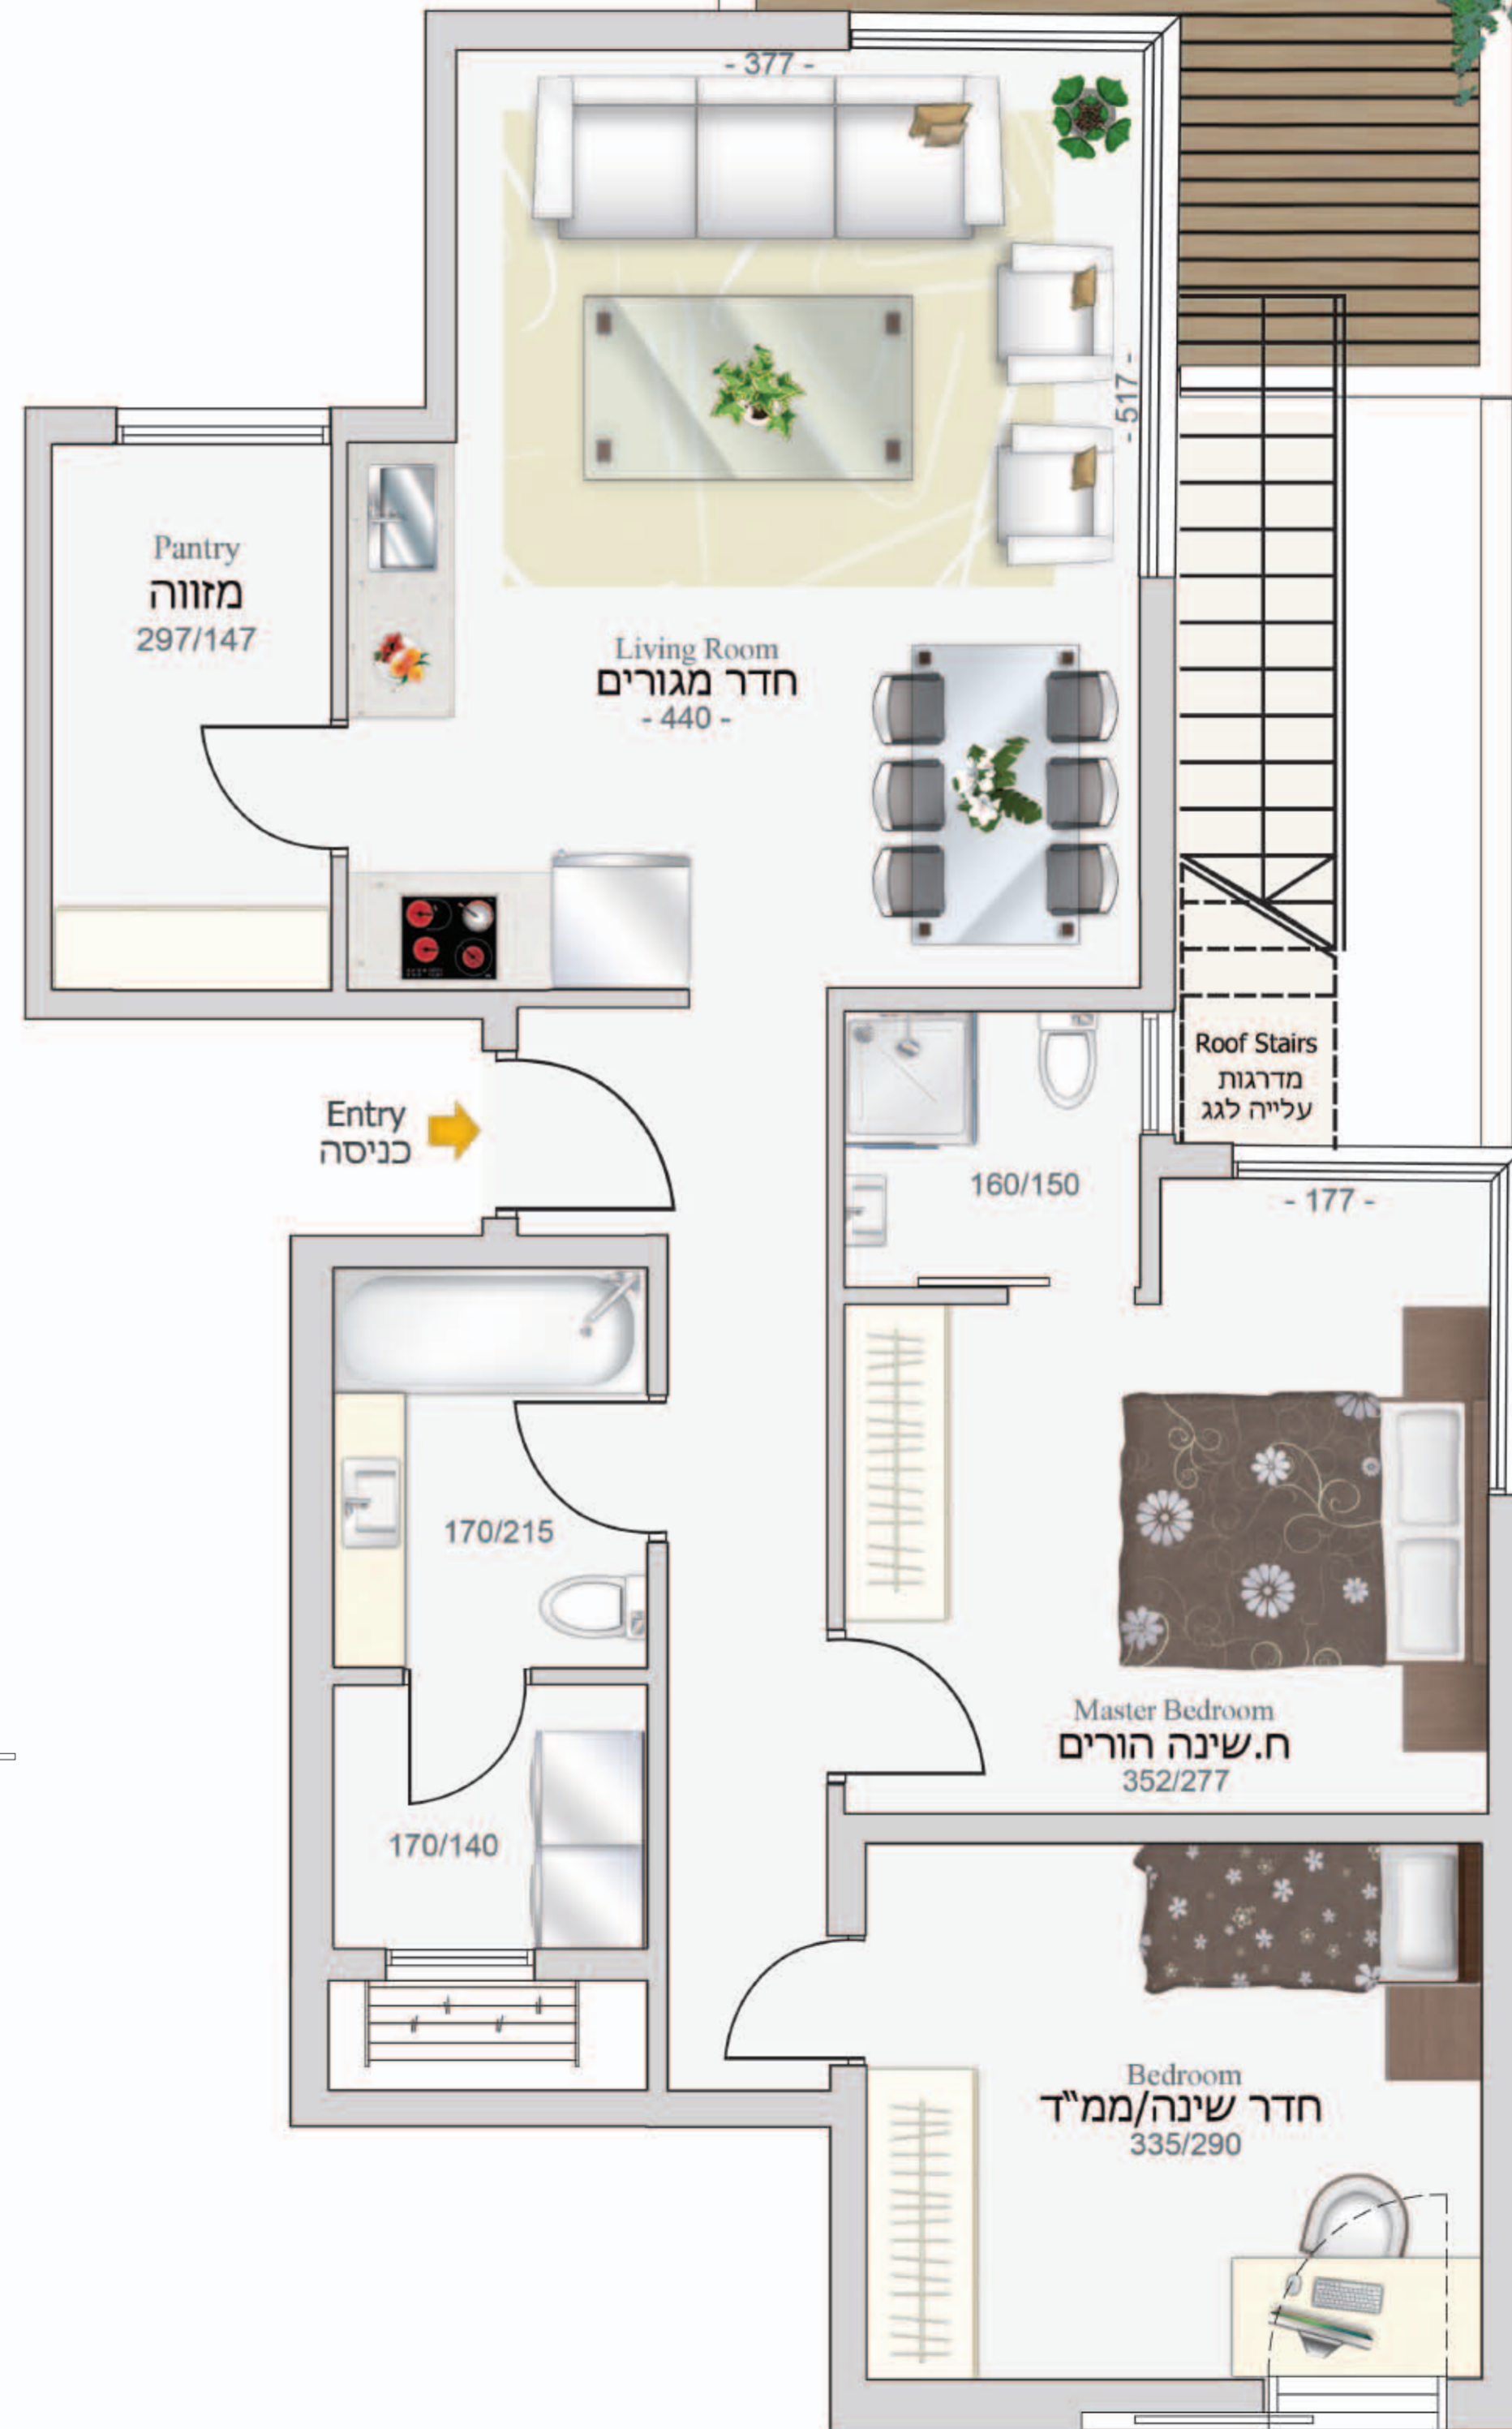 - 377 -
- 517 -
Pantry
מזווה
297/147
Living Room
חדר מגורים
- 440 -
Roof Stairs
מדרגות
עלייה לגג
Entry
כניסה
160/150
- 177 -
170/215
Master Bedroom
ח.שינה הורים
352/277
170/140
Bedroom
חדר שינה/ממ"ד
335/290